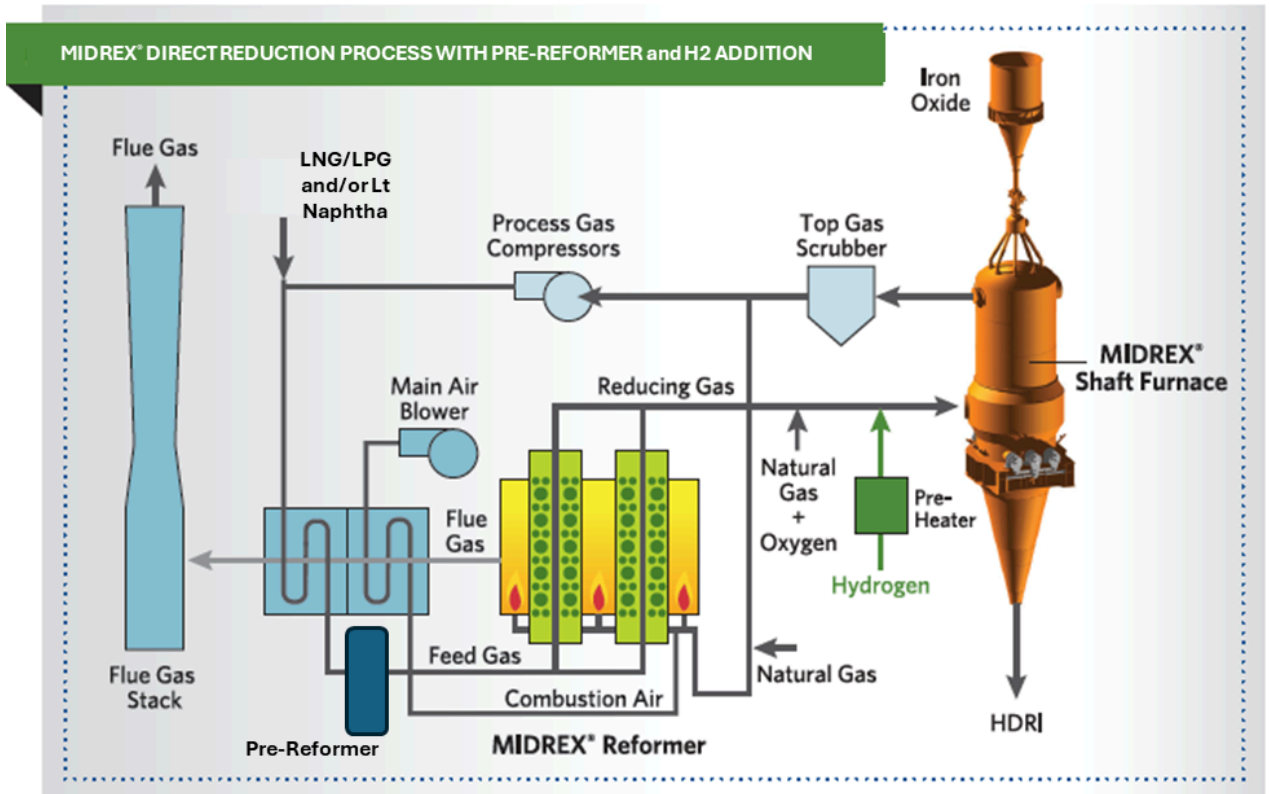 MIDREX® DIRECT REDUCTION PROCESS WITH PRE-REFORMER and H2 ADDITION
Iron
Oxide
Flue Gas
LNG/LPG
and/or Lt
Naphtha
Process Gas
Compressors
Top Gas
Scrubber
MIDREX®
Shaft Furnace
Main Air
Blower
Reducing Gas
Natural
Gas
+
Oxygen
Pre-
Heater
Hydrogen
Flue
Gas
Feed Gas
Natural Gas
Combustion Air
Flue Gas
Stack
Pre-Reformer
MIDREX® Reformer
HDRI